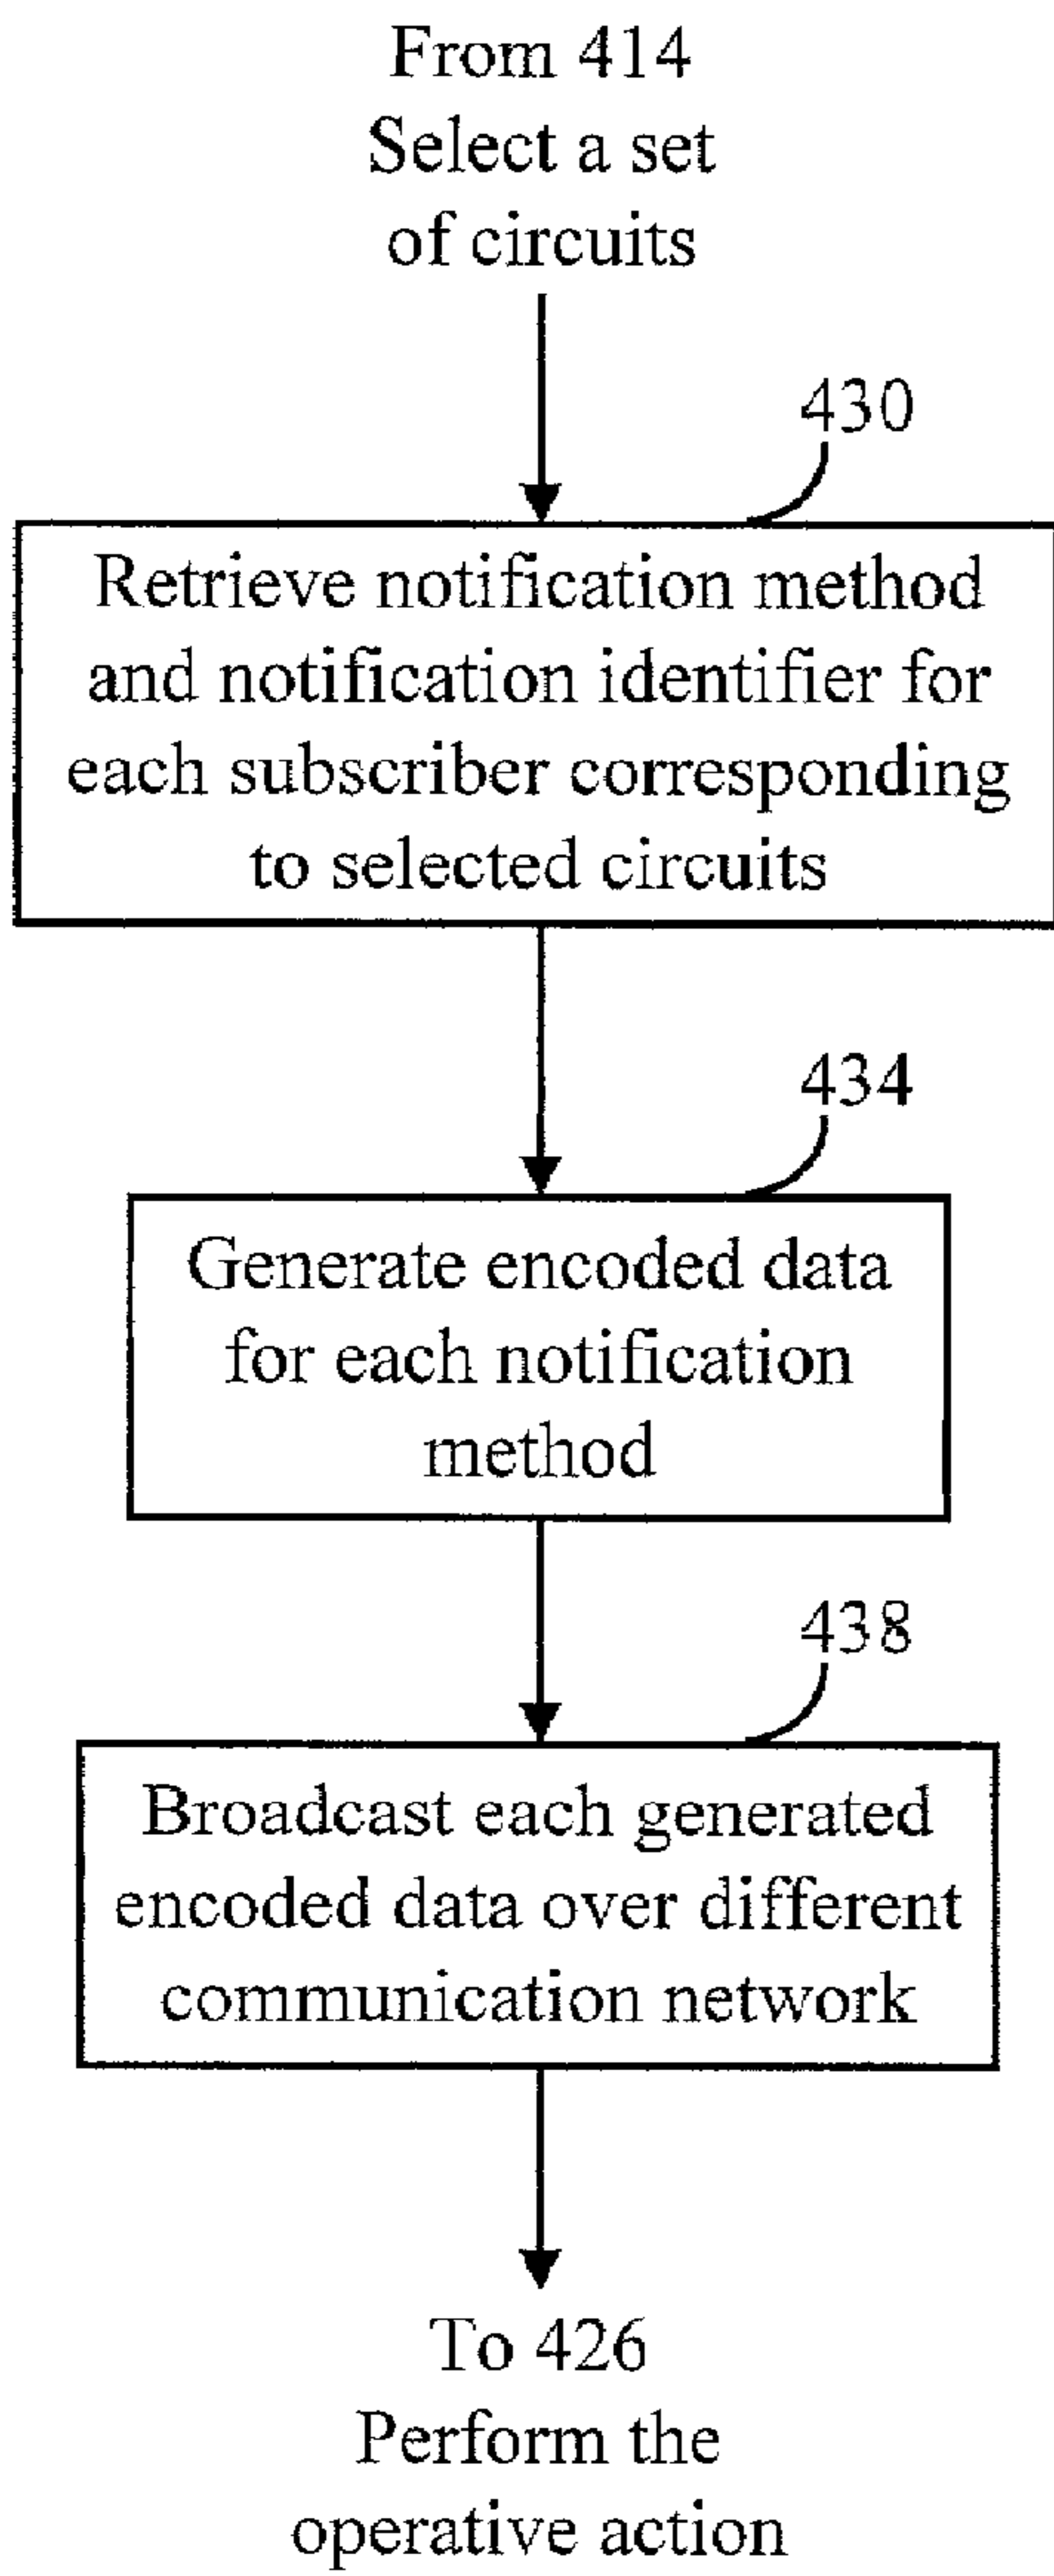 From 414
Select a set
of circuits
430
Retrieve notification method
and notification identifier for
each subscriber corresponding
to selected circuits
434
Generate encoded data
for each notification
method
438
Broadcast each generated
encoded data over different
communication network
To 426
Perform the
operative action